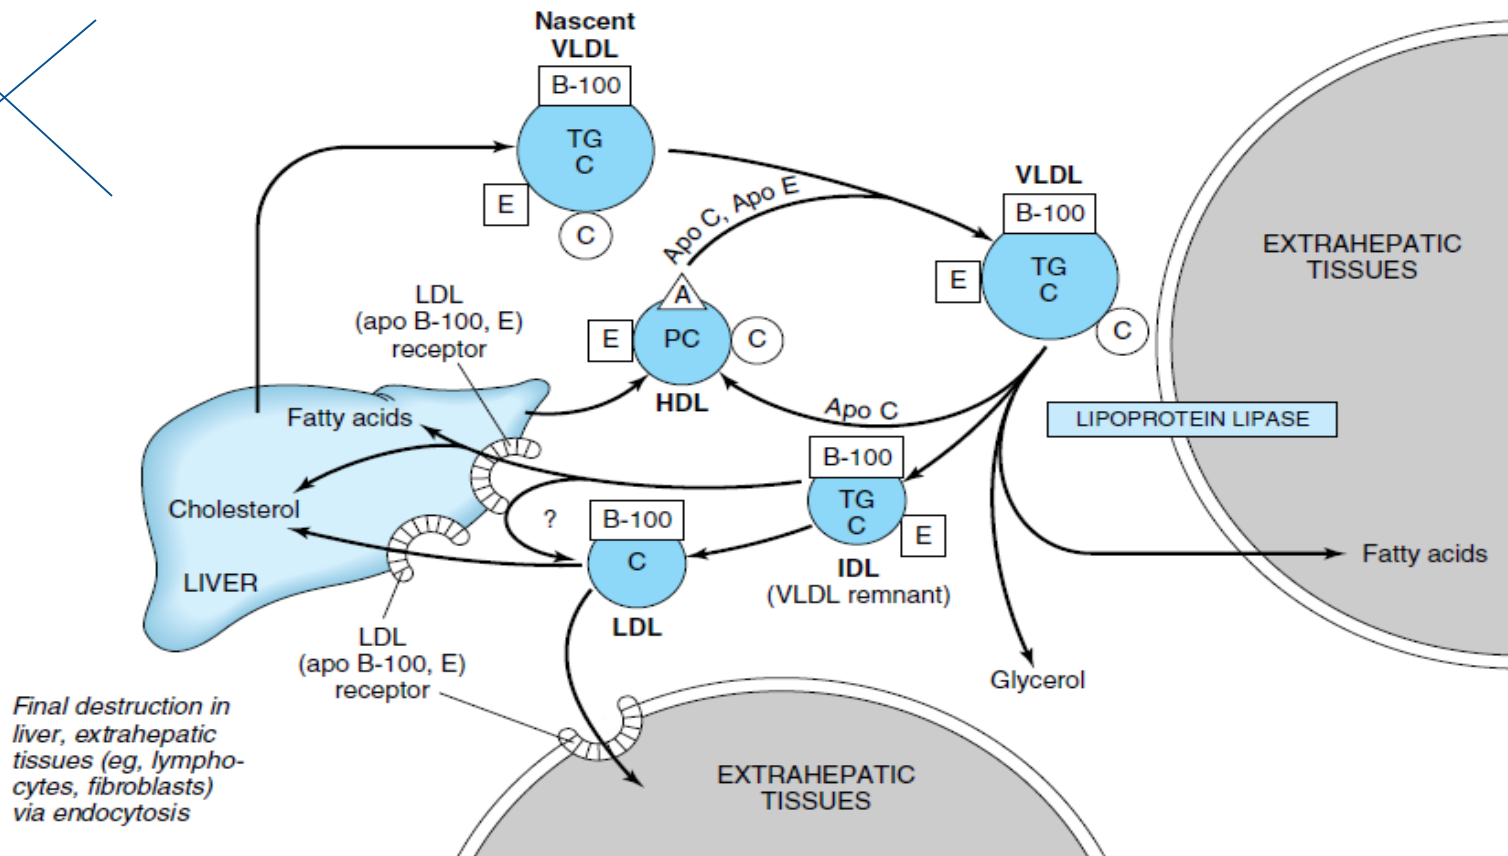 Nascent
VLDL
B-100
TG
C
E
C
Apo C, Apo E
VLDL
B-100
TG
C
E
C
EXTRAHEPATIC
TISSUES
LDL
(apo B-100, E)
receptor
A
E
PC
C
HDL
Apo C
LIPOPROTEIN LIPASE
Fatty acids
Cholesterol
LIVER
B-100
TG
C
E
IDL
(VLDL remnant)
?
B-100
C
LDL
Fatty acids
Glycerol
LDL
(apo B-100, E)
receptor
Final destruction in
liver, extrahepatic
tissues (eg, lympho-
cytes, fibroblasts)
via endocytosis
EXTRAHEPATIC
TISSUES